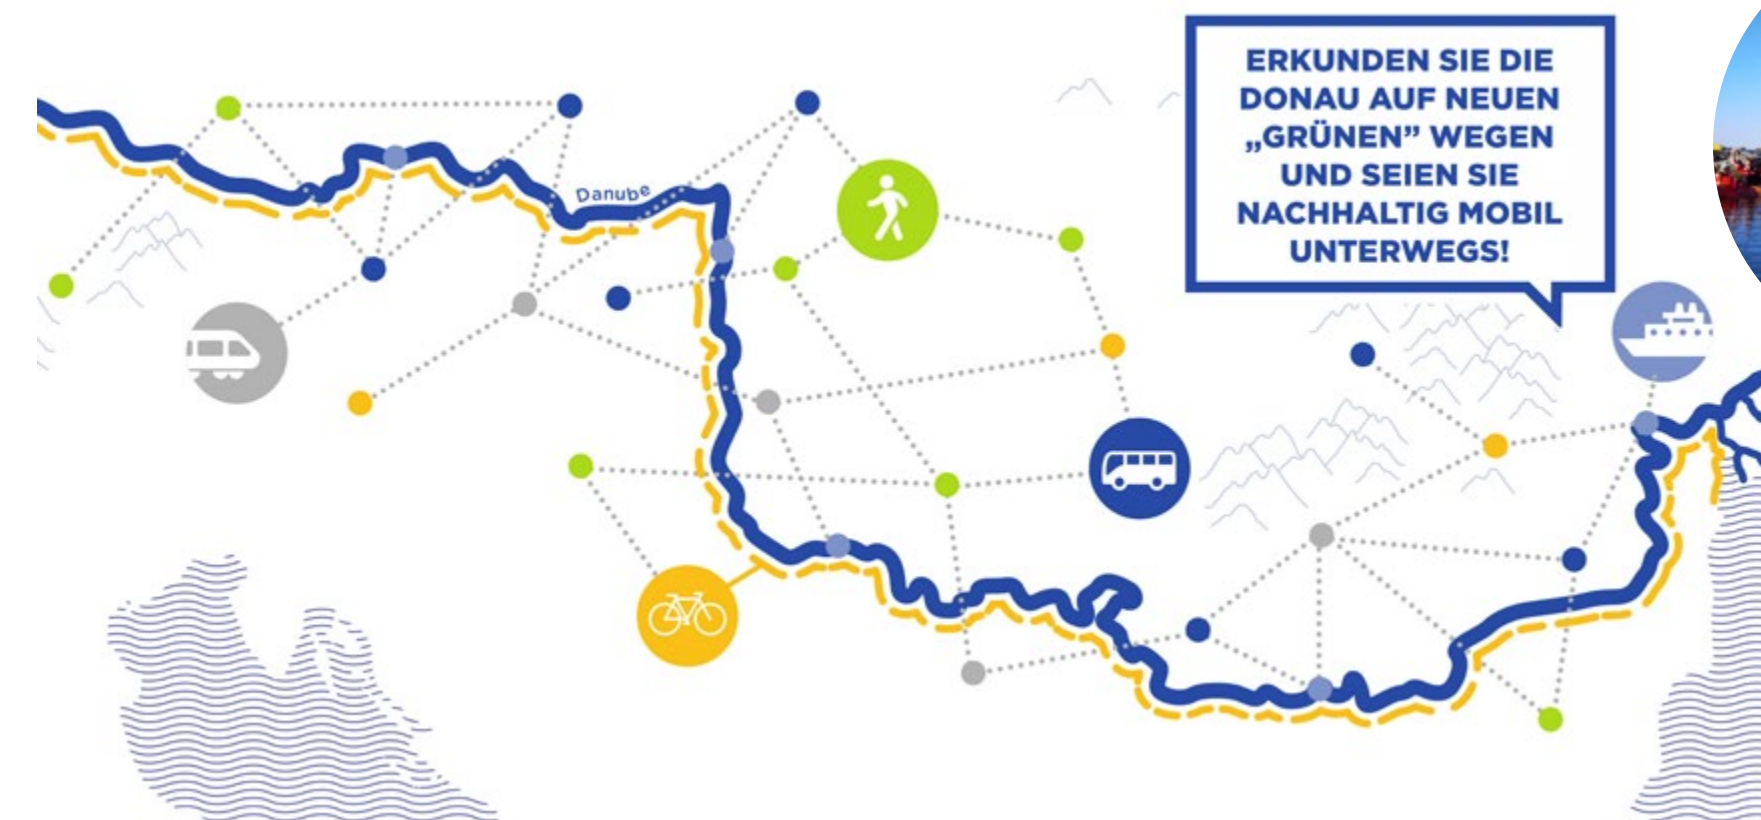 ERKUNDEN SIE DIE
DONAU AUF NEUEN
„GRÜNEN” WEGEN
UND SEIEN SIE
NACHHALTIG MOBIL
UNTERWEGS!
Danube